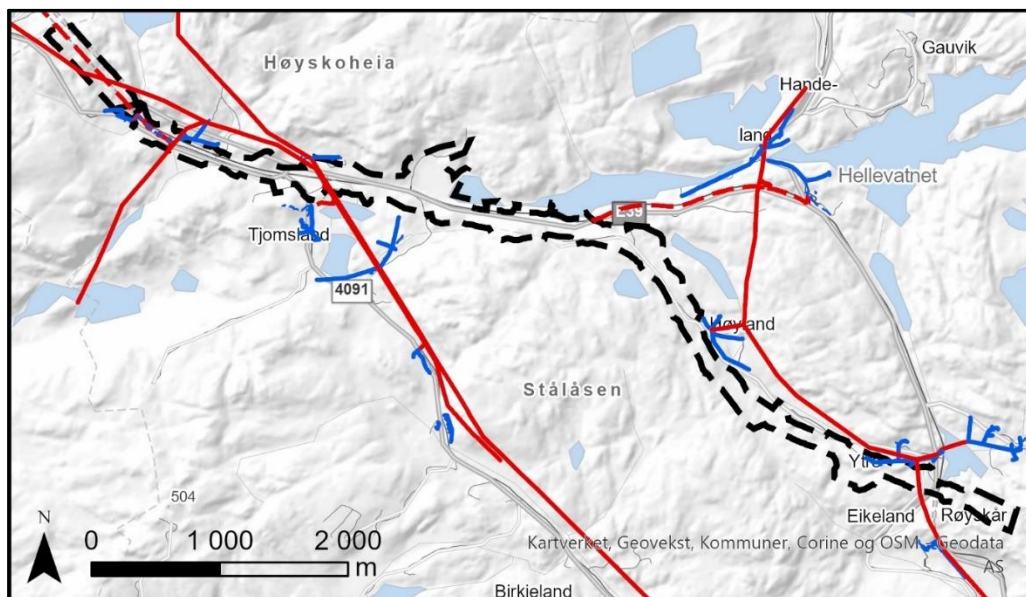 Høyskoheia
Gauvik
Hande-
land
Hellevatnet
E39
Tjomsland
4091
Høyland
Stålåsen
504
Ytre
Eikeland
Røyskår
N
0 1 000 2 000
m
Kartverket, Geovekst, Kommuner, Corine og OSM - Geodata
AS
Birkjeland